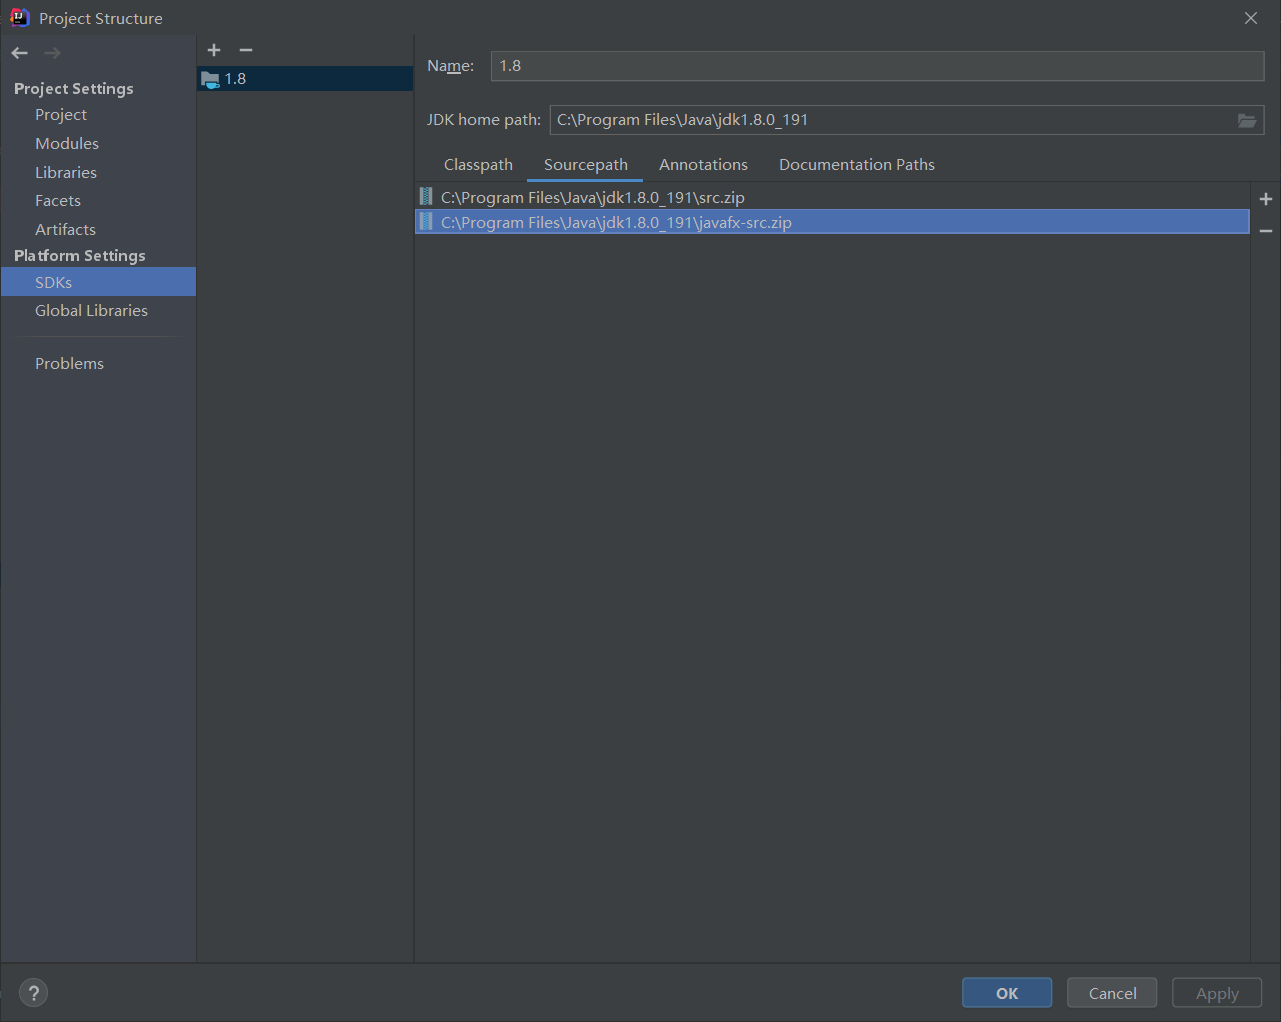 Project Structure
Project Settings
Project
Modules
Libraries
Facets
Artifacts
Platform Settings
SDKs
Global Libraries
Problems
1.8
Name: 1.8
JDK home path: C:\Program Files\Java\jdk1.8.0_191
Classpath Sourcepath Annotations Documentation Paths
C:\Program Files\Java\jdk1.8.0_191\src.zip
C:\Program Files\Java\jdk1.8.0_191\javafx-src.zip
? OK Cancel Apply